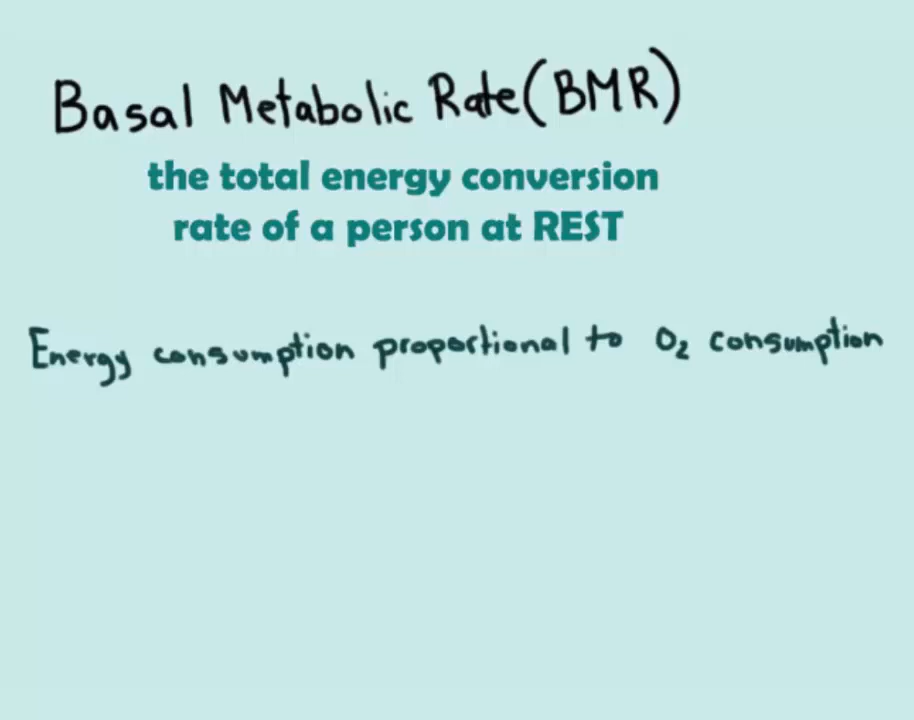 Basal Metabolic Rate (BMR)
the total energy conversion
rate of a person at REST
Energy consumption proportional to O₂ consumption